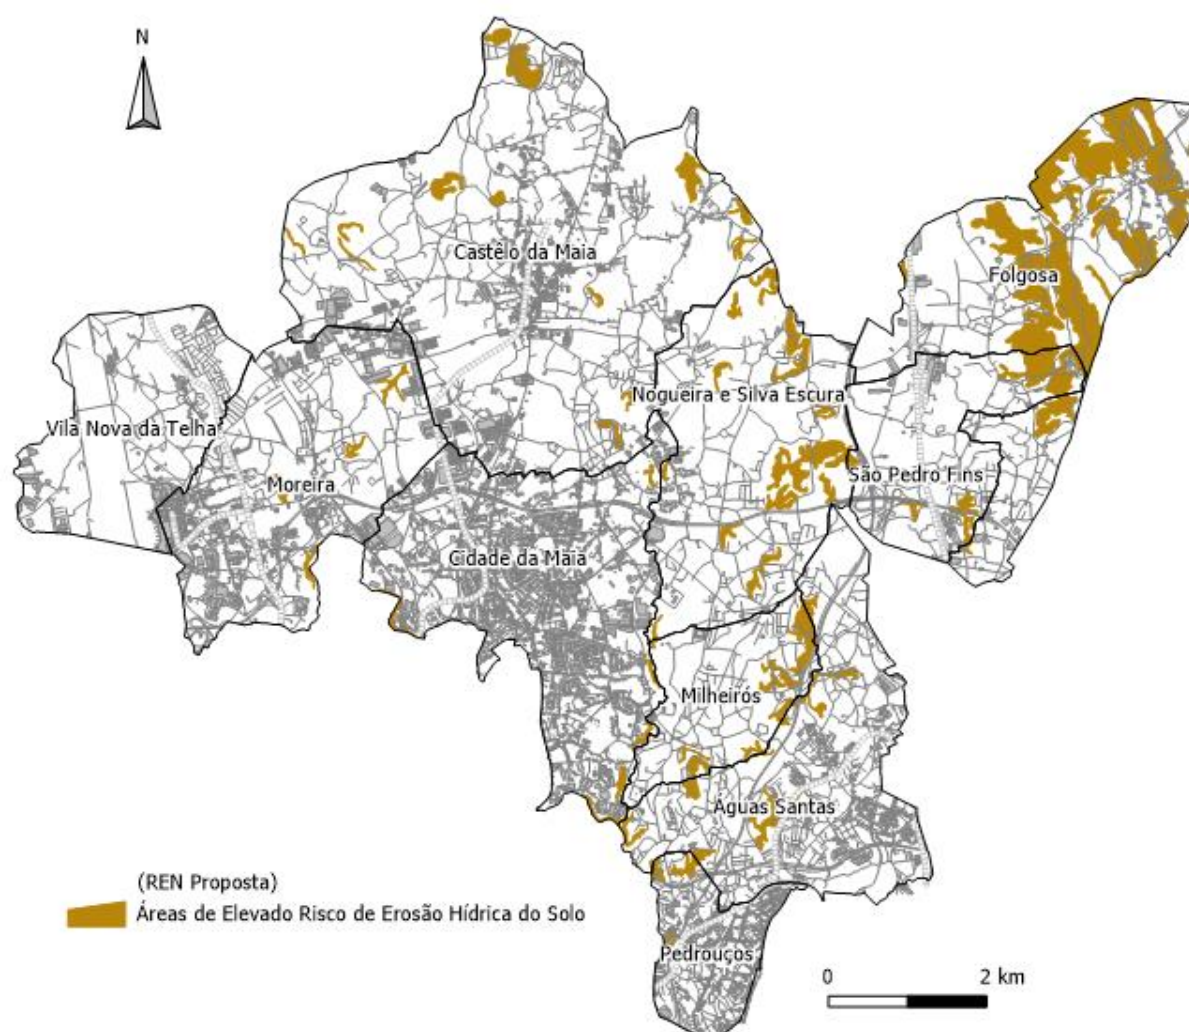 N
Castêlo da Maia
Folgosa
Nogueira e Silva Escura
Vila Nova da Telha
São Pedro Fins
Moreira
Cidade da Maia
Milheirós
Águas Santas
(REN Proposta)
Áreas de Elevado Risco de Erosão Hídrica do Solo
Pedrouços
0 2 km